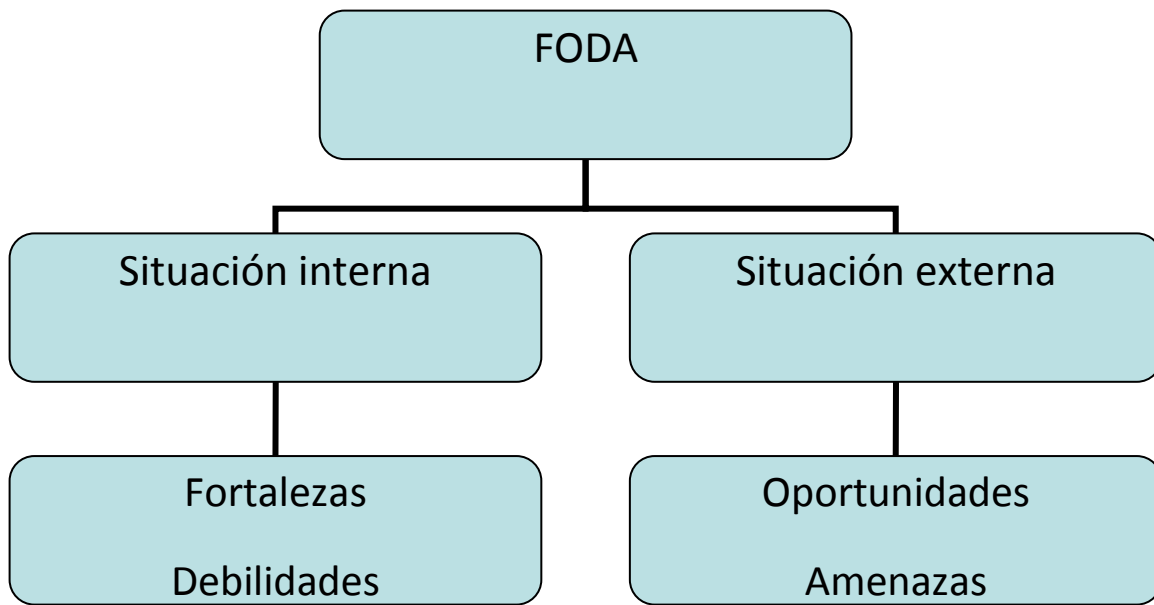 FODA
Situación interna
Situación externa
Fortalezas
Debilidades
Oportunidades
Amenazas